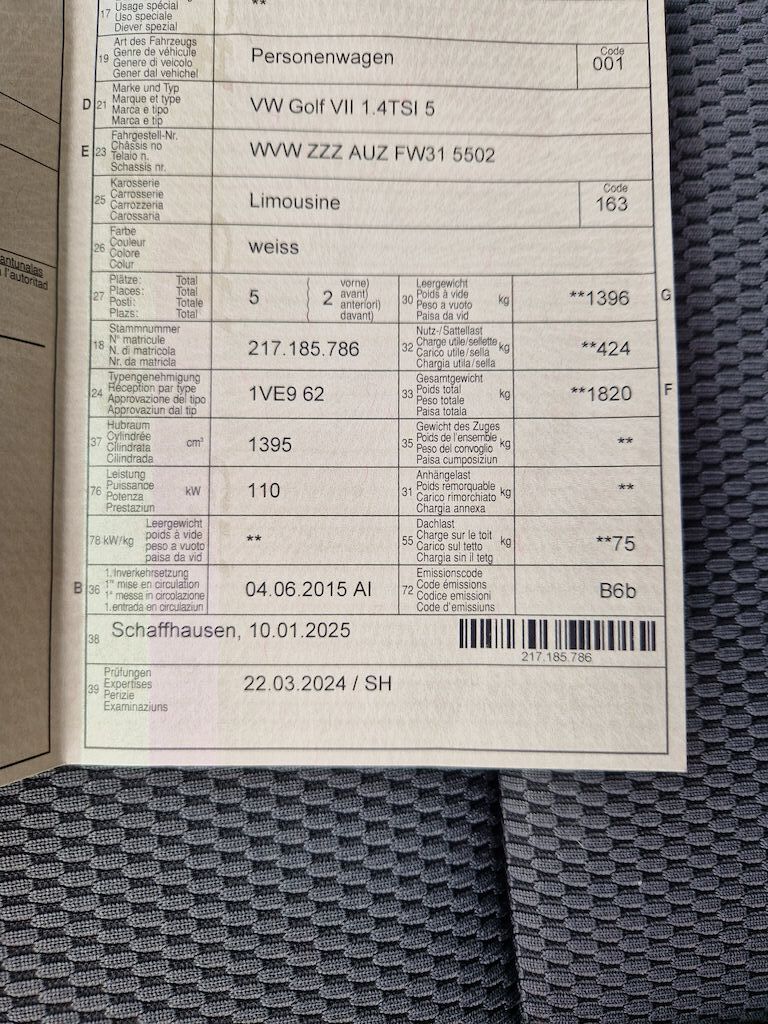 17 Usage spécial **
Uso speciale
Diever spezial
19 Art des Fahrzeugs
Genre de véhicule
Genere di veicolo
Gener dal vehichel
Personenwagen
Code
001
D 21 Marke und Typ
Marque et type
Marca e tipo
Marca e tip
VW Golf VII 1.4TSI 5
E 23 Fahrgestell-Nr.
Châssis no
Telaio n.
Schassis nr.
WVW ZZZ AUZ FW31 5502
25 Karosserie
Carrosserie
Carrozzeria
Carossaria
Limousine
Code
163
26 Farbe
Couleur
Colore
Colur
weiss
27 Plätze: Total
Places: Total
Posti: Totale
Plazs: Total
5 ( 2 vorne)
avant)
anteriori)
davant)
30 Leergewicht
Poids à vide
Peso a vuoto
Paisa da vid
kg **1396 G
18 Stammnummer
N° matricule
N. di matricola
Nr. da matricla
217.185.786
32 Nutz-/Sattellast
Charge utile/sellette
Carico utile/sella
Chargia utila/sella
kg **424
24 Typengenehmigung
Réception par type
Approvazione del tipo
Approvaziun dal tip
1VE9 62
33 Gesamtgewicht
Poids total
Peso totale
Paisa totala
kg **1820 F
37 Hubraum
Cylindrée
Cilindrata
Cilindrada
cm³ 1395
35 Gewicht des Zuges
Poids de l'ensemble
Peso del convoglio
Paisa cumposiziun
kg **
76 Leistung
Puissance
Potenza
Prestaziun
kW 110
31 Anhängelast
Poids remorquable
Carico rimorchiato
Chargia annexa
kg **
78 kW/kg Leergewicht
poids à vide
peso a vuoto
paisa da vid
**
55 Dachlast
Charge sur le toit
Carico sul tetto
Chargia sin il tetg
kg **75
B 36 1. Inverkehrsetzung
1re mise en circulation
1a messa in circolazione
1. entrada en circulaziun
04.06.2015 AI
72 Emissionscode
Code émissions
Codice emissioni
Code d'emissiuns
B6b
38 Schaffhausen, 10.01.2025
217.185.786
39 Prüfungen
Expertises
Perizie
Examinaziuns
22.03.2024 / SH
antunalas
l'autoritad